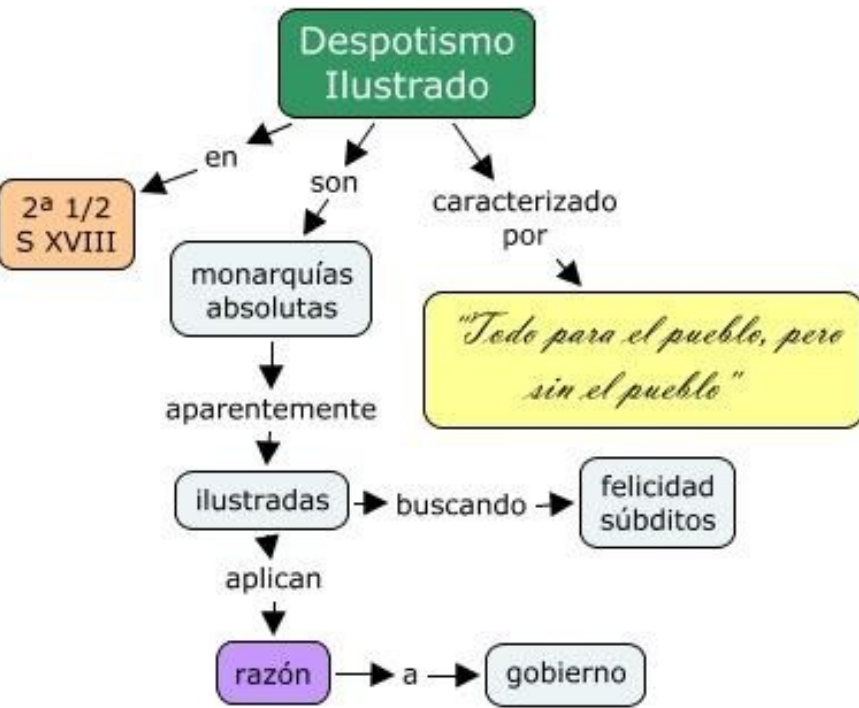 Despotismo
Ilustrado
en
son
caracterizado
por
2ª 1/2
S XVIII
monarquías
absolutas
"Todo para el pueblo, pero
sin el pueblo"
aparentemente
ilustradas
buscando
felicidad
súbditos
aplican
razón
a
gobierno